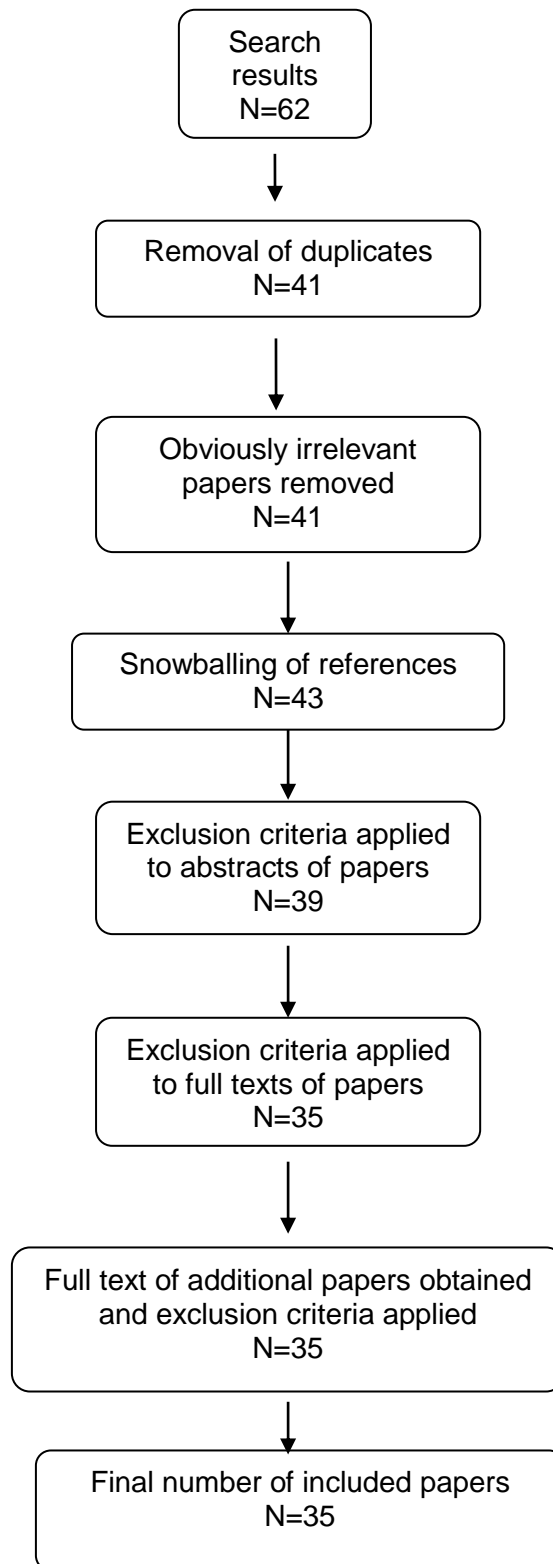 Search
results
N=62
Removal of duplicates
N=41
Obviously irrelevant
papers removed
N=41
Snowballing of references
N=43
Exclusion criteria applied
to abstracts of papers
N=39
Exclusion criteria applied
to full texts of papers
N=35
Full text of additional papers obtained
and exclusion criteria applied
N=35
Final number of included papers
N=35